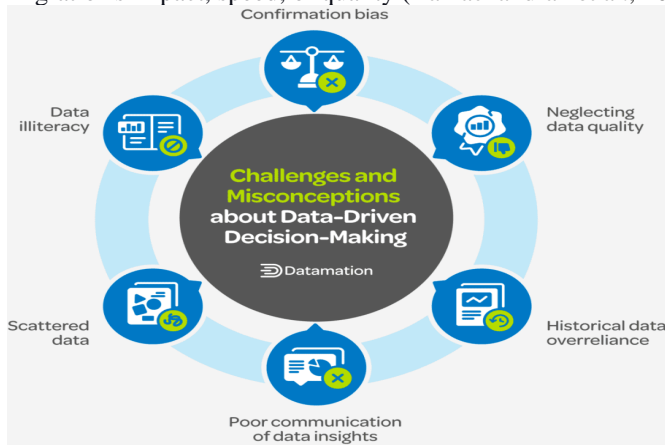 Confirmation bias
Data
illiteracy
Neglecting
data quality
Challenges and
Misconceptions
about Data-Driven
Decision-Making
Datamation
Scattered
data
Historical data
overreliance
Poor communication
of data insights